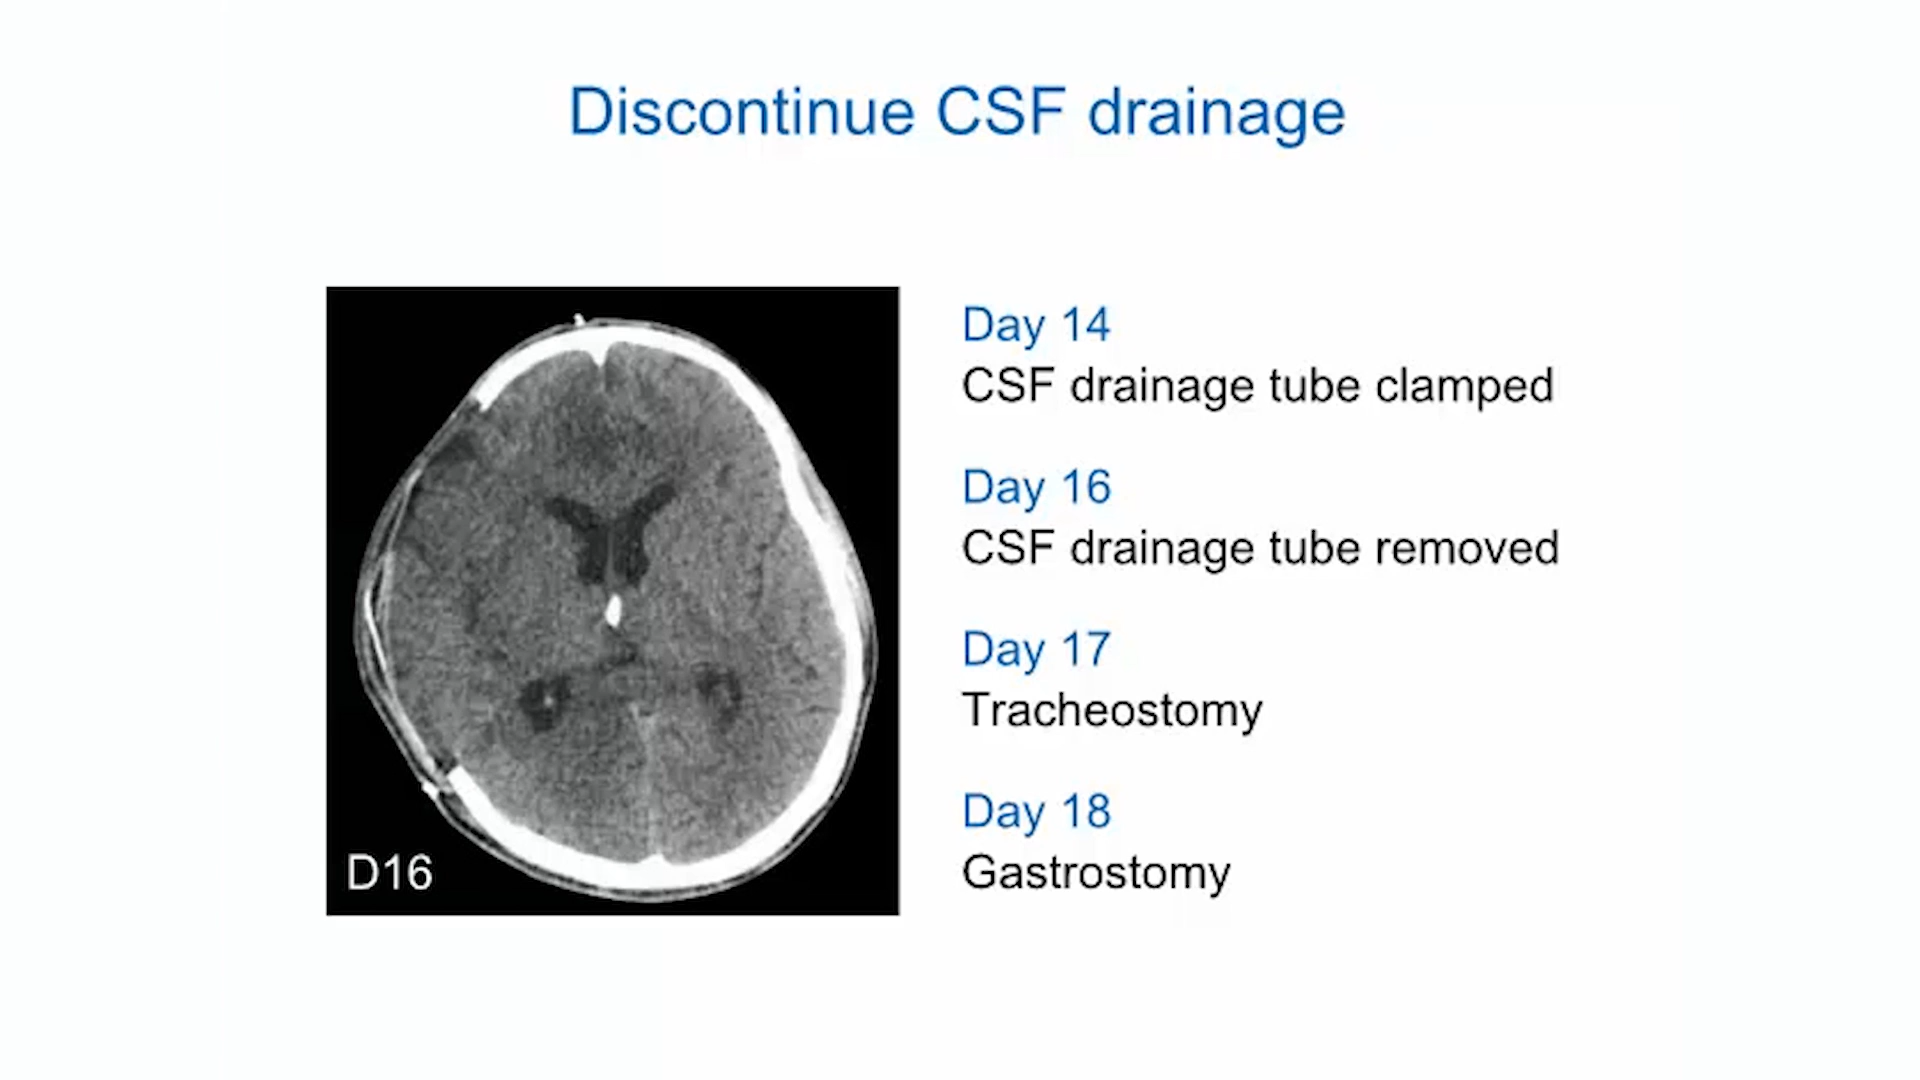 Discontinue CSF drainage
Day 14
CSF drainage tube clamped
Day 16
CSF drainage tube removed
Day 17
Tracheostomy
Day 18
Gastrostomy
D16